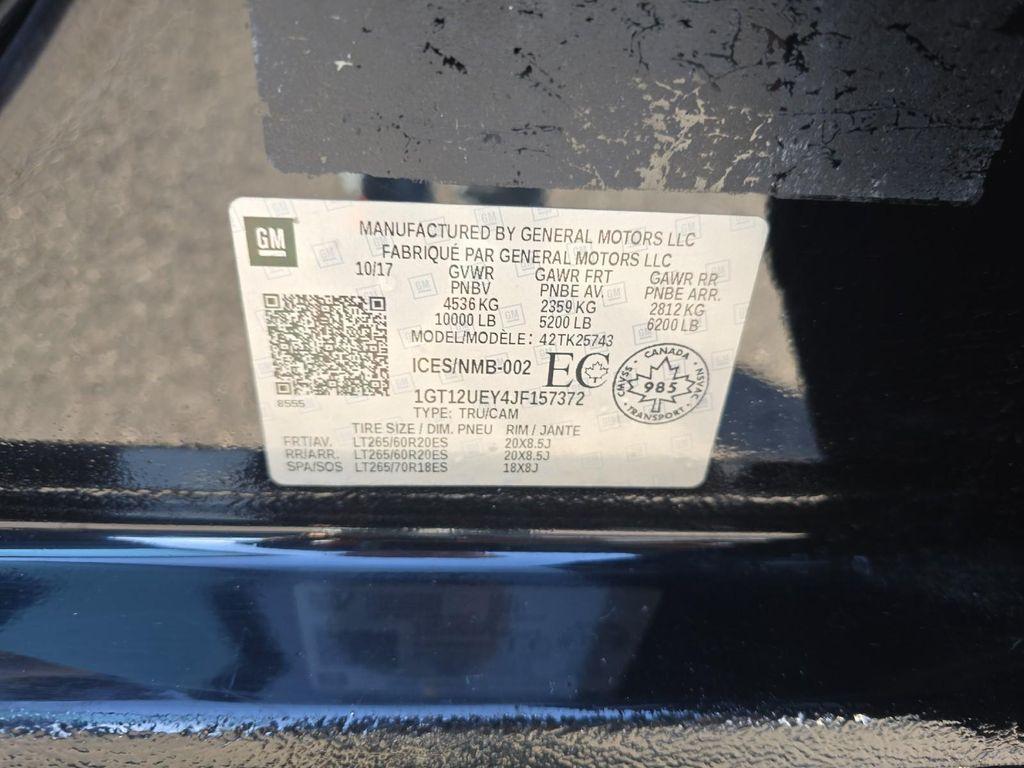 GM
MANUFACTURED BY GENERAL MOTORS LLC
FABRIQUÉ PAR GENERAL MOTORS LLC
10/17 GVWR GAWR FRT GAWR RR
PNBV PNBE AV. PNBE ARR.
4536 KG 2359 KG 2812 KG
10000 LB 5200 LB 6200 LB
MODEL/MODÈLE: 42TK25743
ICES/NMB-002 EC
CANADA
CMVSS · NSVAC
985
TRANSPORT
8555
1GT12UEY4JF157372
TYPE: TRU/CAM
TIRE SIZE / DIM. PNEU RIM / JANTE
FRT/AV. LT265/60R20ES 20X8.5J
RR/ARR. LT265/60R20ES 20X8.5J
SPA/SOS LT265/70R18ES 18X8J